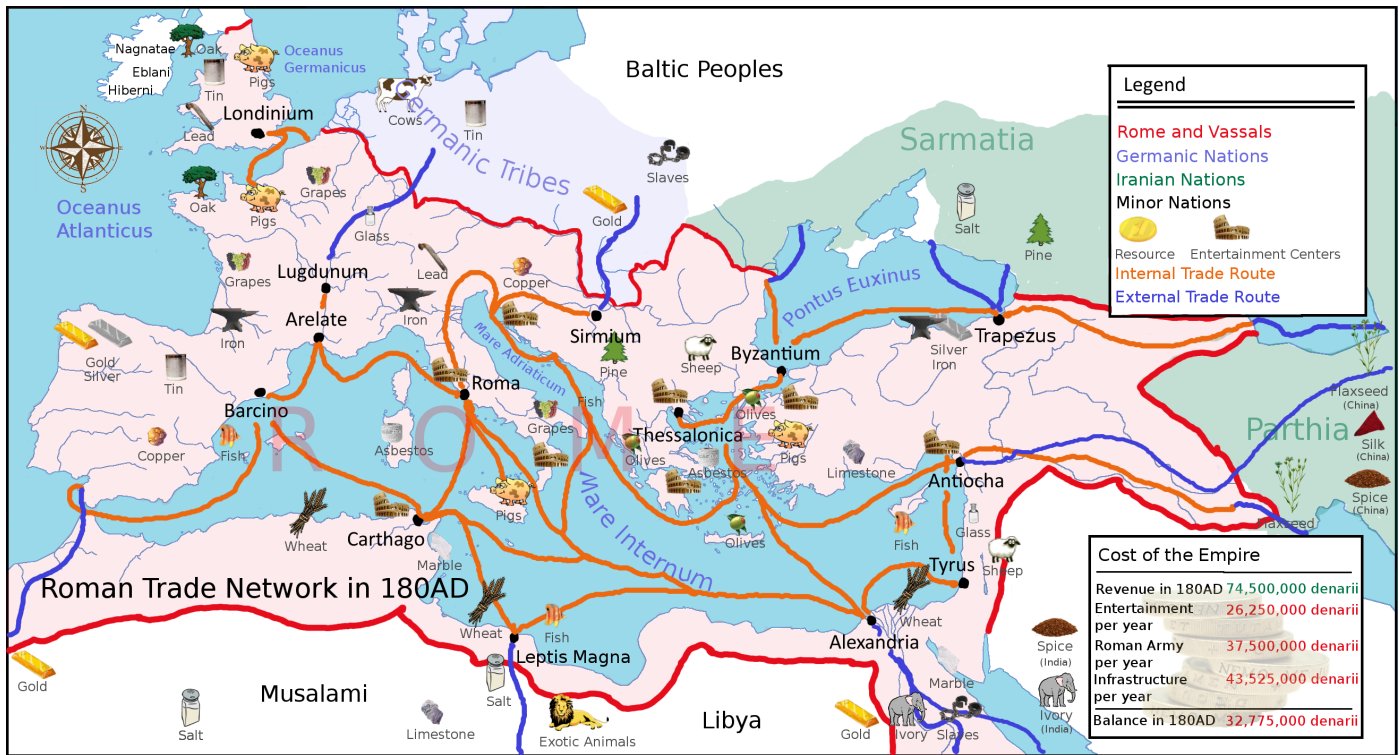 Nagnatae
Eblani
Hiberni
Oak
Tin
Pigs
Lead
Londinium
Oceanus
Germanicus
Oceanus
Atlanticus
N
S
W
E
Baltic Peoples
Cows
Tin
Germanic Tribes
Slaves
Gold
Sarmatia
Salt
Pine
Legend
Rome and Vassals
Germanic Nations
Iranian Nations
Minor Nations
Resource
Entertainment Centers
Internal Trade Route
External Trade Route
Oak
Pigs
Grapes
Glass
Grapes
Lugdunum
Lead
Copper
Arelate
Iron
Iron
Gold
Silver
Tin
Copper
Barcino
Fish
Asbestos
Roma
Mare Adriaticum
Sirmium
Pine
Sheep
Fish
Grapes
Pigs
Byzantium
Pontus Euxinus
Trapezus
Silver
Iron
Olives
Thessalonica
Olives
Asbestos
Pigs
Limestone
Olives
ROME
Mare Internum
Antiocha
Glass
Fish
Sheep
Tyrus
Wheat
Alexandria
Parthia
Flaxseed
(China)
Silk
(China)
Spice
(China)
Flaxseed
Wheat
Carthago
Marble
Roman Trade Network in 180AD
Wheat
Fish
Leptis Magna
Salt
Gold
Salt
Musalami
Limestone
Exotic Animals
Libya
Gold
Ivory
Slaves
Marble
Spice
(India)
Ivory
(India)
Cost of the Empire
Revenue in 180AD 74,500,000 denarii
Entertainment 26,250,000 denarii
per year
Roman Army 37,500,000 denarii
per year
Infrastructure 43,525,000 denarii
per year
Balance in 180AD 32,775,000 denarii